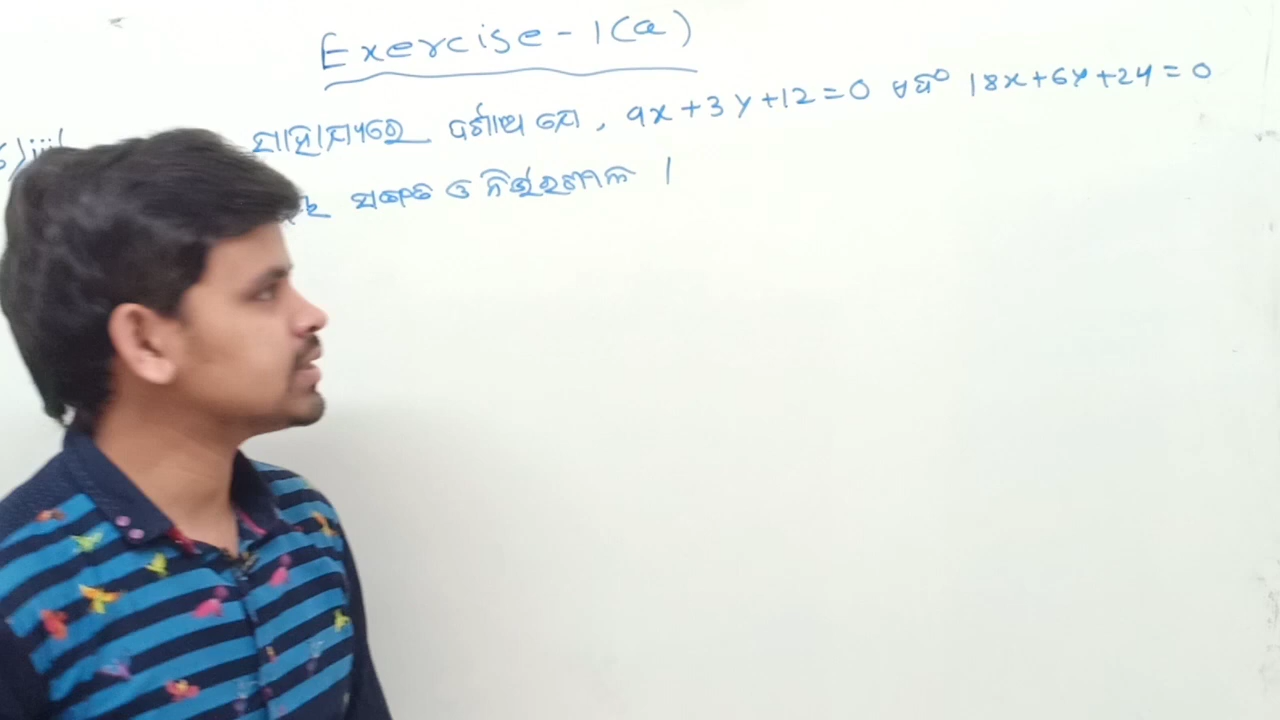 Exercise - 1(a)
ସାହାଯ୍ୟରେ ଦର୍ଶାଅ ଯେ, 9x + 3y + 12 = 0 ଏବଂ 18x + 6y + 24 = 0
ସଙ୍ଗତ ଓ ନିର୍ଭରଶୀଳ |